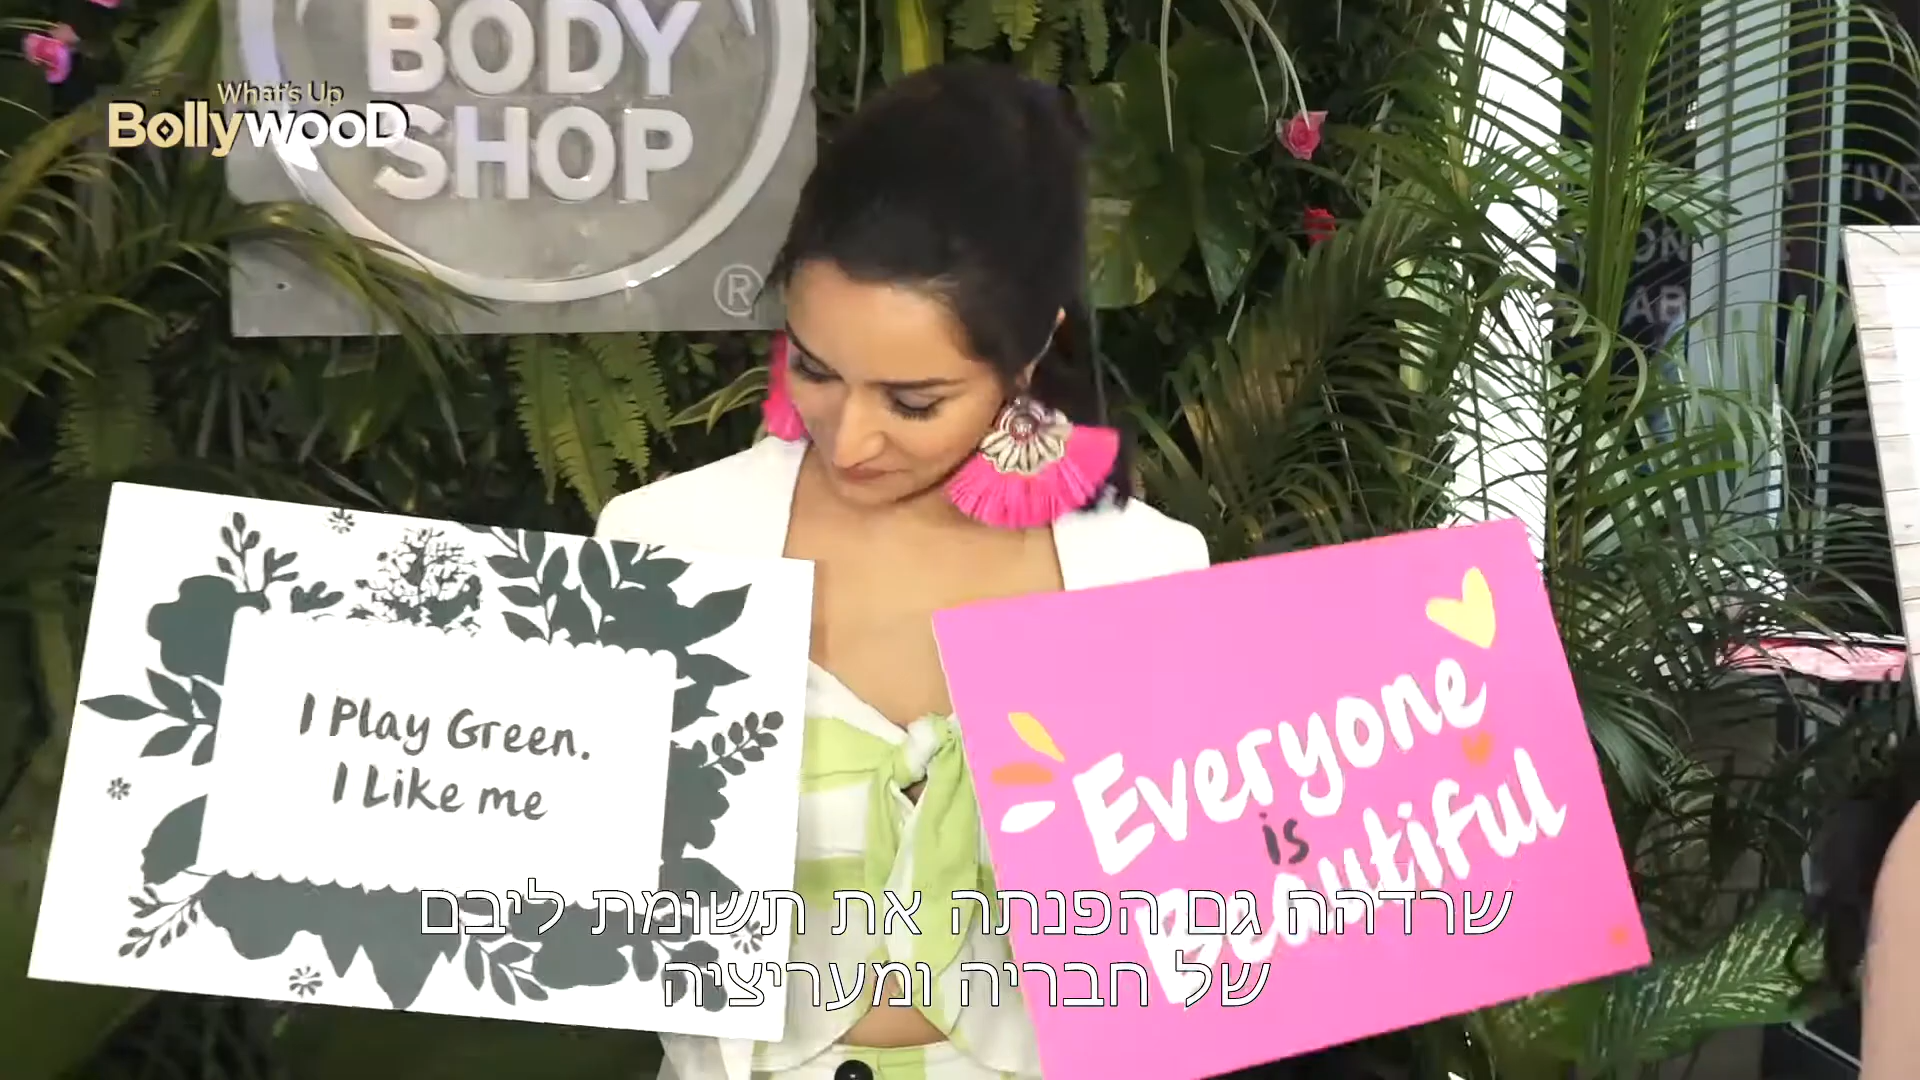 BODY
SHOP
®
What's Up
BollywooD
I Play Green.
I Like me
Everyone
is
Beautiful
שרדהה גם הפנתה את תשומת ליבם
של חבריה ומעריציה